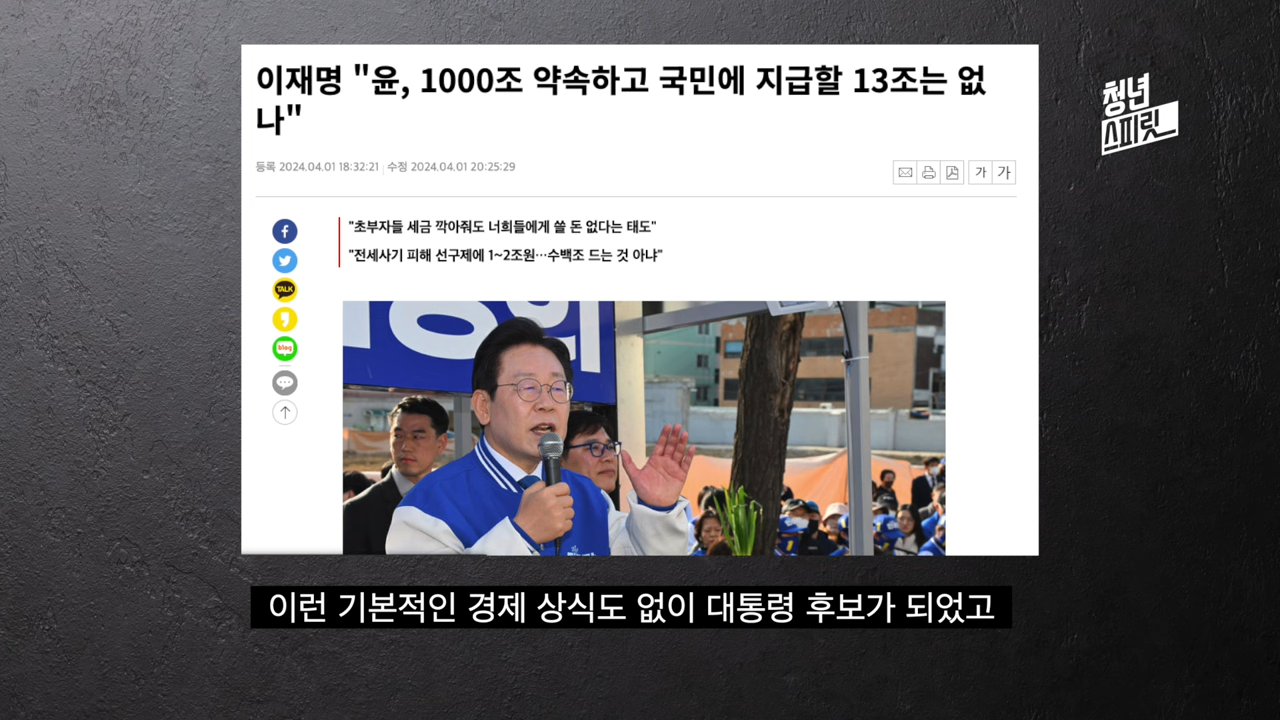 이재명 "윤, 1000조 약속하고 국민에 지급할 13조는 없
나"
청년
스피릿
등록 2024.04.01 18:32:21 수정 2024.04.01 20:25:29
가 가
"초부자들 세금 깍아줘도 너희들에게 쓸 돈 없다는 태도"
"전세사기 피해 선구제에 1~2조원…수백조 드는 것 아냐"
TALK
blog
이런 기본적인 경제 상식도 없이 대통령 후보가 되었고